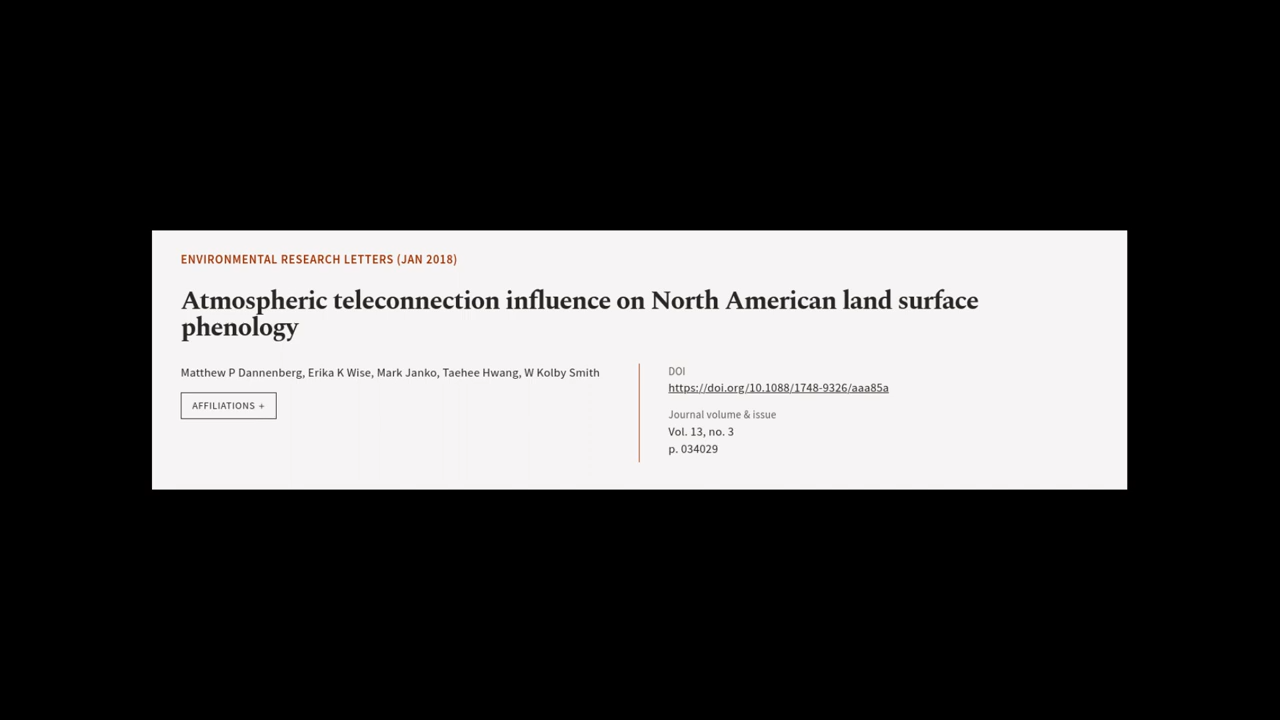 ENVIRONMENTAL RESEARCH LETTERS (JAN 2018)
Atmospheric teleconnection influence on North American land surface
phenology
Matthew P Dannenberg, Erika K Wise, Mark Janko, Taehee Hwang, W Kolby Smith
AFFILIATIONS +
DOI
https://doi.org/10.1088/1748-9326/aaa85a
Journal volume & issue
Vol. 13, no. 3
p. 034029